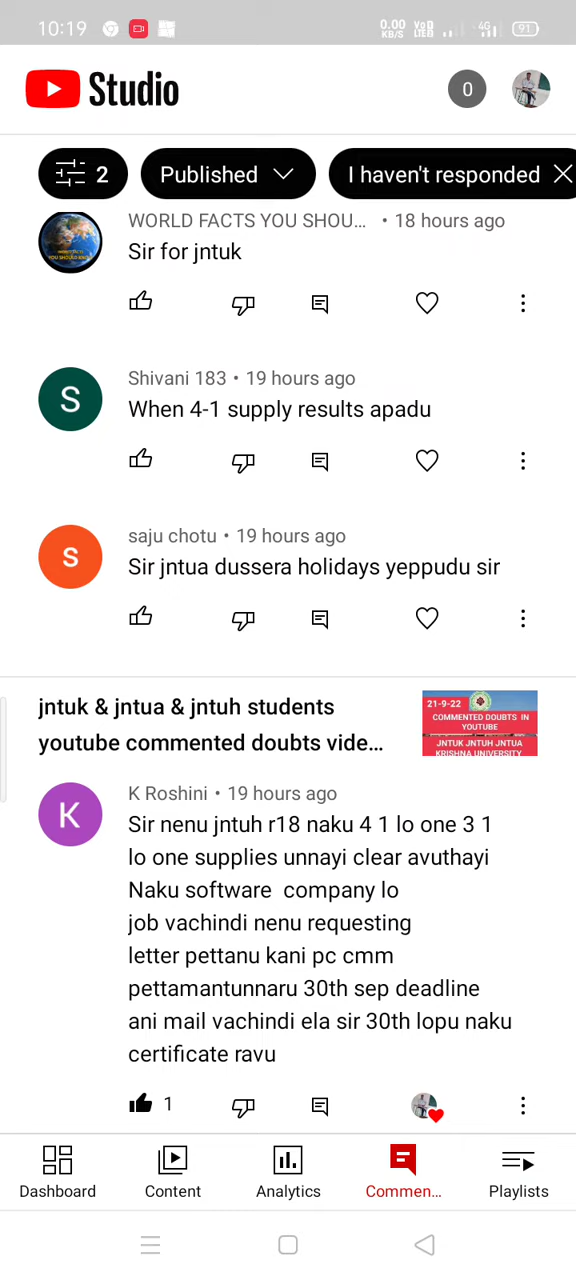 10:19
0.00 KB/S VoD LTED 4G 91
Studio
0
2 Published I haven't responded
WORLD FACTS YOU SHOU... • 18 hours ago
Sir for jntuk
S
Shivani 183 • 19 hours ago
When 4-1 supply results apadu
S
saju chotu • 19 hours ago
Sir jntua dussera holidays yeppudu sir
jntuk & jntua & jntuh students
youtube commented doubts vide...
21-9-22
COMMENTED DOUBTS IN
YOUTUBE
JNTUK JNTUH JNTUA
KRISHNA UNIVERSITY
K
K Roshini • 19 hours ago
Sir nenu jntuh r18 naku 4 1 lo one 3 1
lo one supplies unnayi clear avuthayi
Naku software company lo
job vachindi nenu requesting
letter pettanu kani pc cmm
pettamantunnaru 30th sep deadline
ani mail vachindi ela sir 30th lopu naku
certificate ravu
1
Dashboard Content Analytics Commen... Playlists